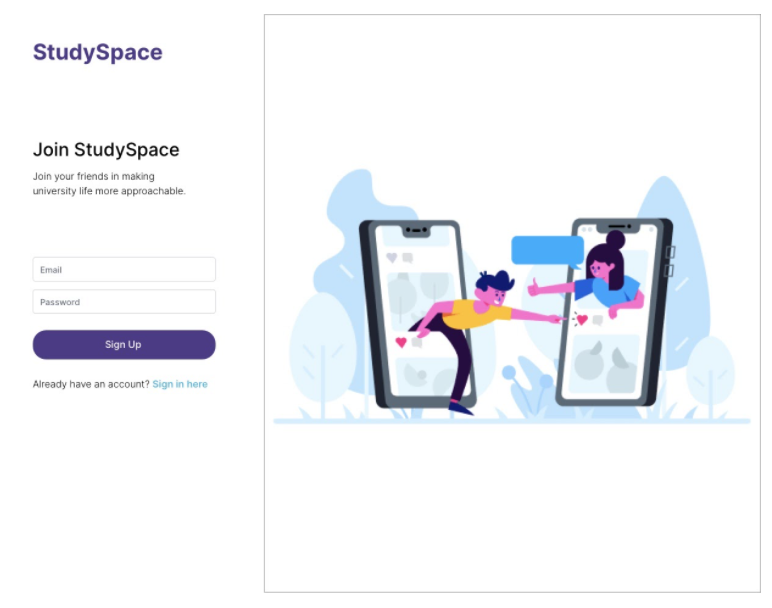 StudySpace
Join StudySpace
Join your friends in making
university life more approachable.
Email
Password
Sign Up
Already have an account? Sign in here